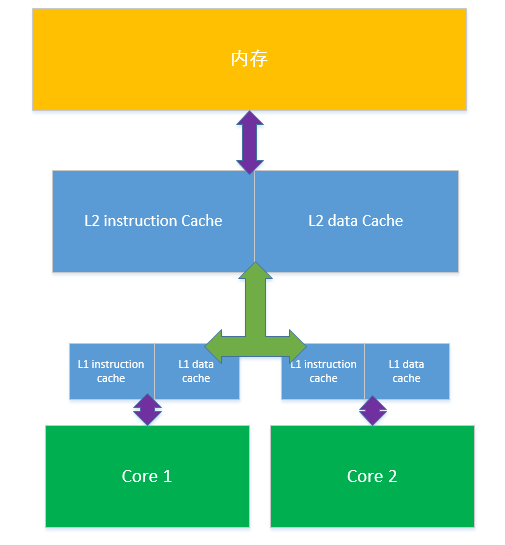 内存
L2 instruction Cache
L2 data Cache
L1 instruction
cache
L1 data
cache
L1 instruction
cache
L1 data
cache
Core 1
Core 2